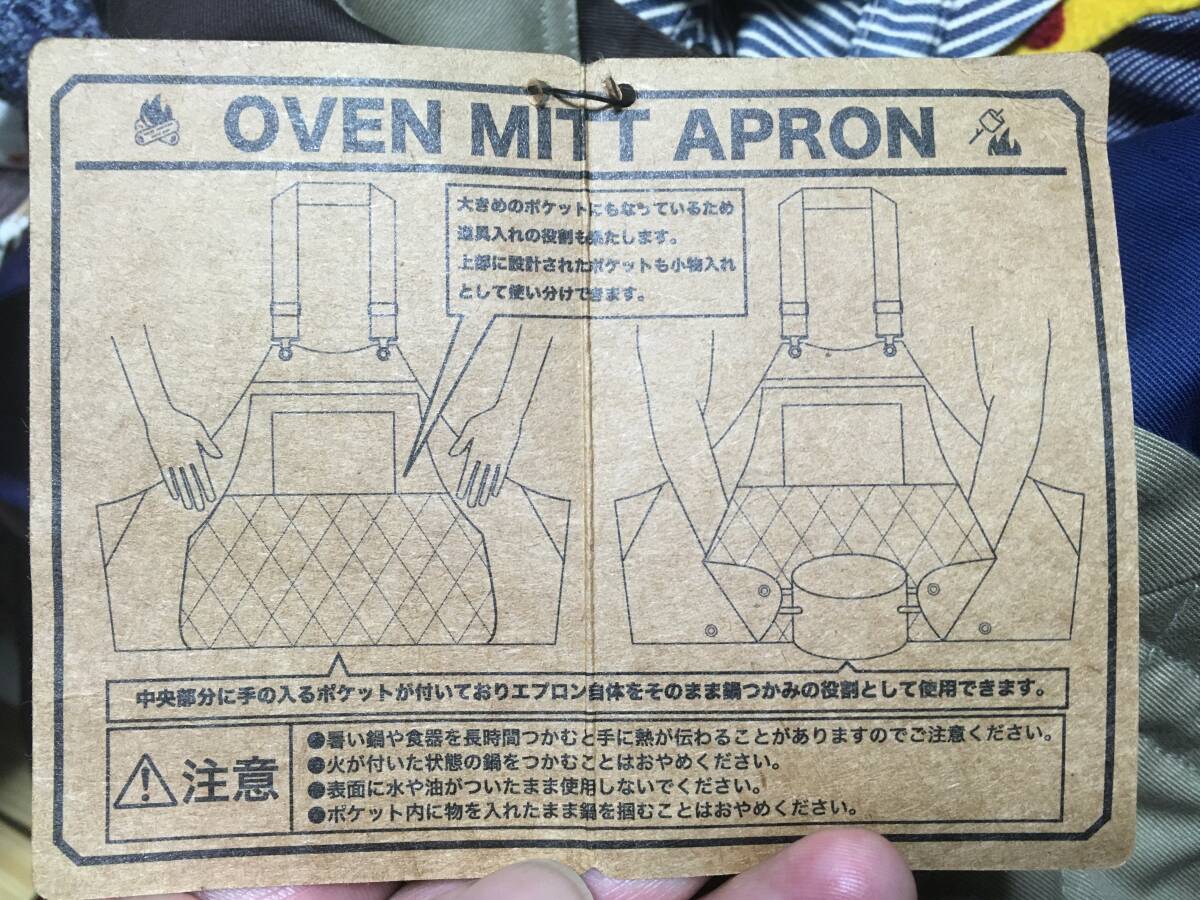 OVEN MITT APRON
大きめのポケットにもなっているため
道具入れの役割も果たします。
上部に設計されたポケットも小物入れ
として使い分けできます。
中央部分に手の入るポケットが付いておりエプロン自体をそのまま鍋つかみの役割として使用できます。
注意
●暑い鍋や食器を長時間つかむと手に熱が伝わることがありますのでご注意ください。
●火が付いた状態の鍋をつかむことはおやめください。
●表面に水や油がついたまま使用しないでください。
●ポケット内に物を入れたまま鍋を掴むことはおやめください。